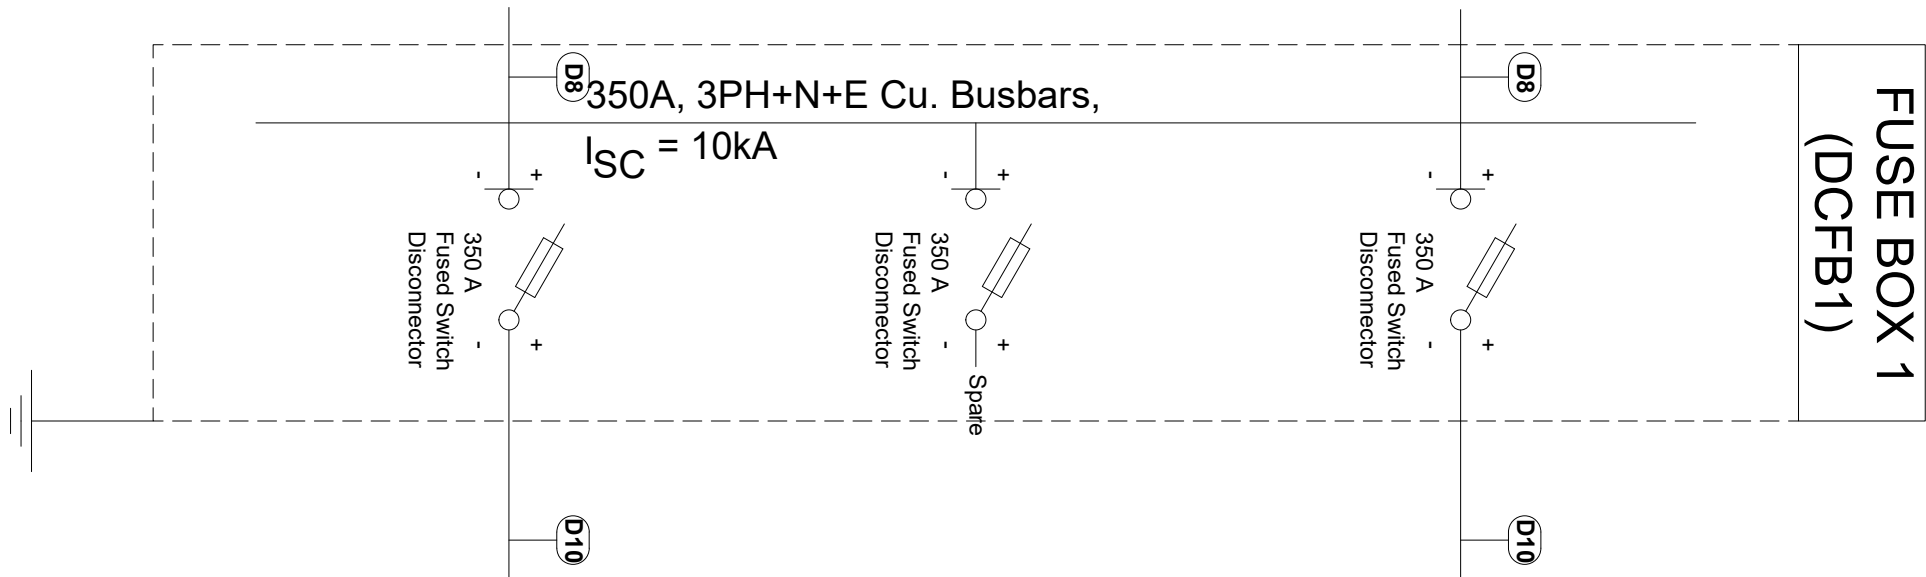 D8
350A, 3PH+N+E Cu. Busbars,
ISC = 10kA
D8
FUSE BOX 1
(DCFB1)
- +
350 A
Fused Switch
Disconnector
- +
- +
350 A
Fused Switch
Disconnector
- +
Spare
- +
350 A
Fused Switch
Disconnector
- +
D10
D10